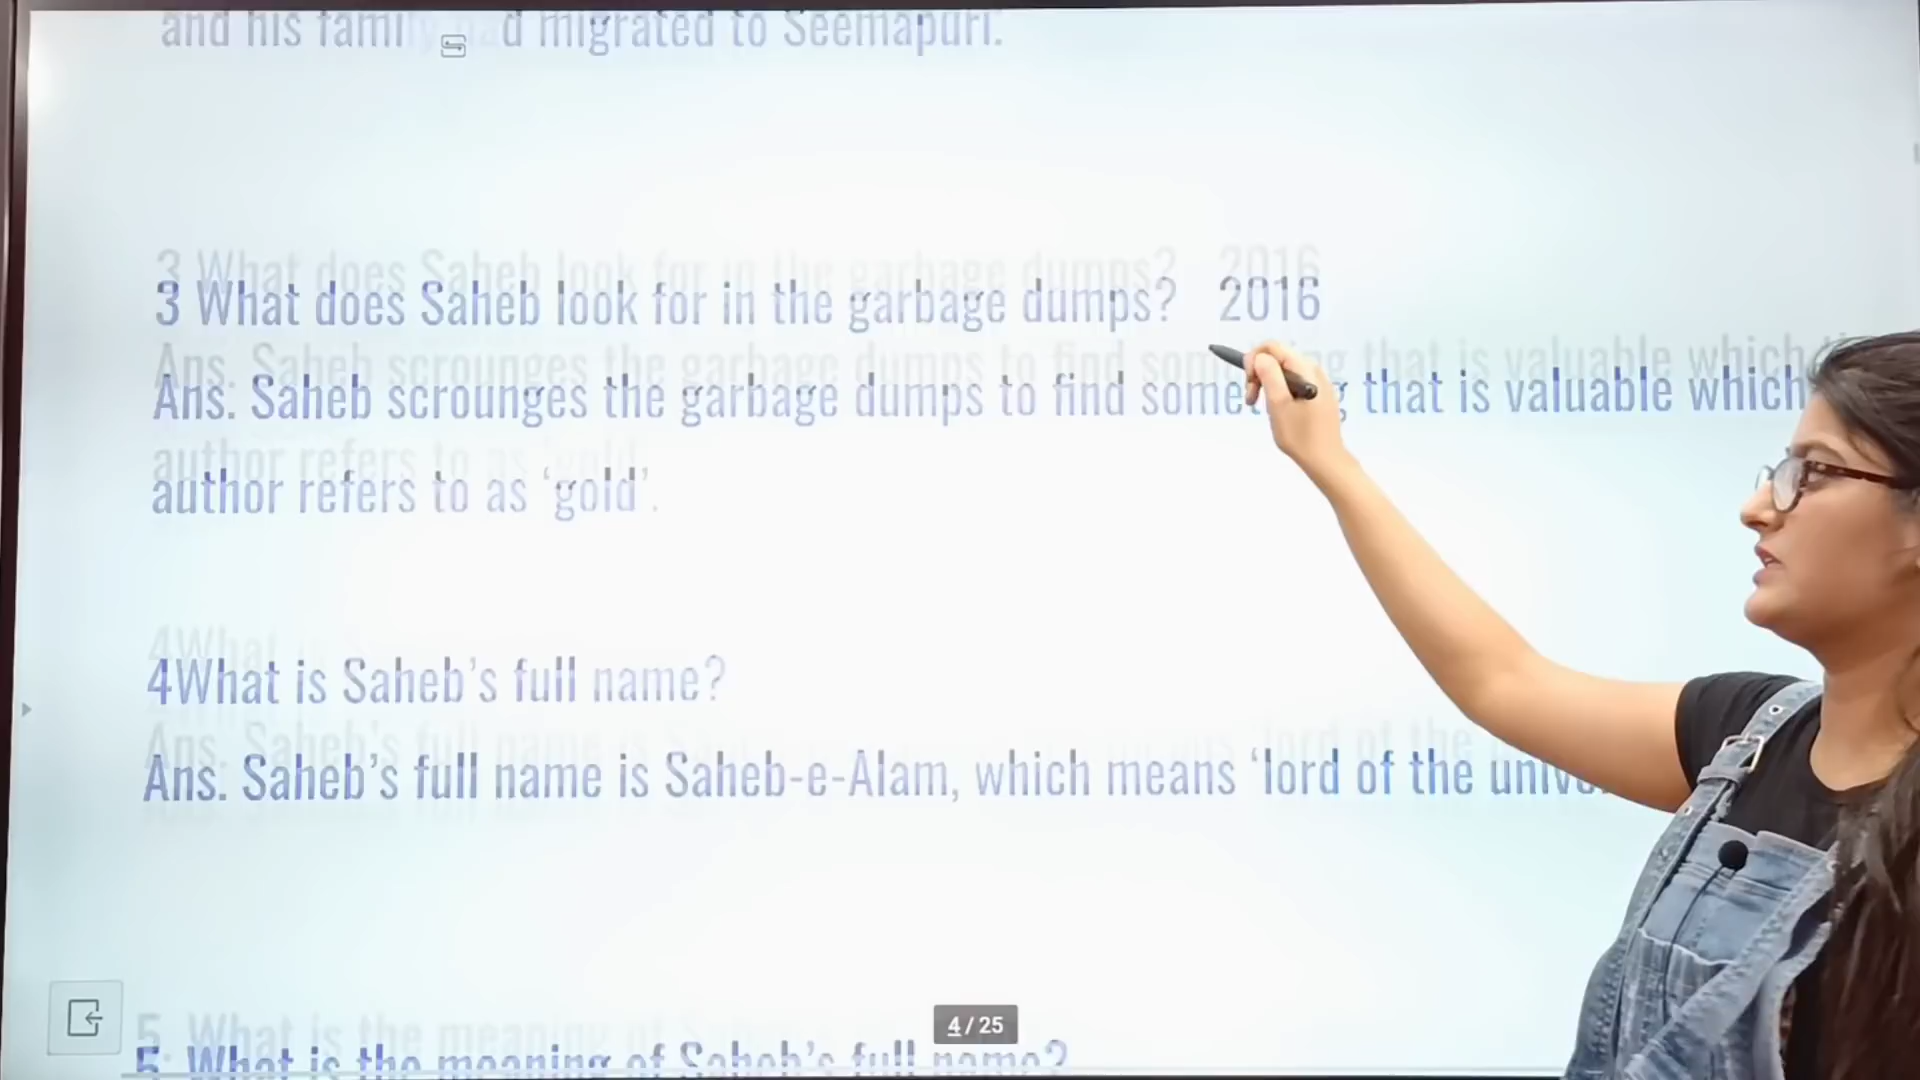 and his family had migrated to Seemapuri.
3 What does Saheb look for in the garbage dumps? 2016
Ans. Saheb scrounges the garbage dumps to find something that is valuable which
author refers to as ‘gold’.
4What is Saheb’s full name?
Ans. Saheb’s full name is Saheb-e-Alam, which means ‘lord of the
5. What is the meaning of Saheb’s full name?
4 / 25